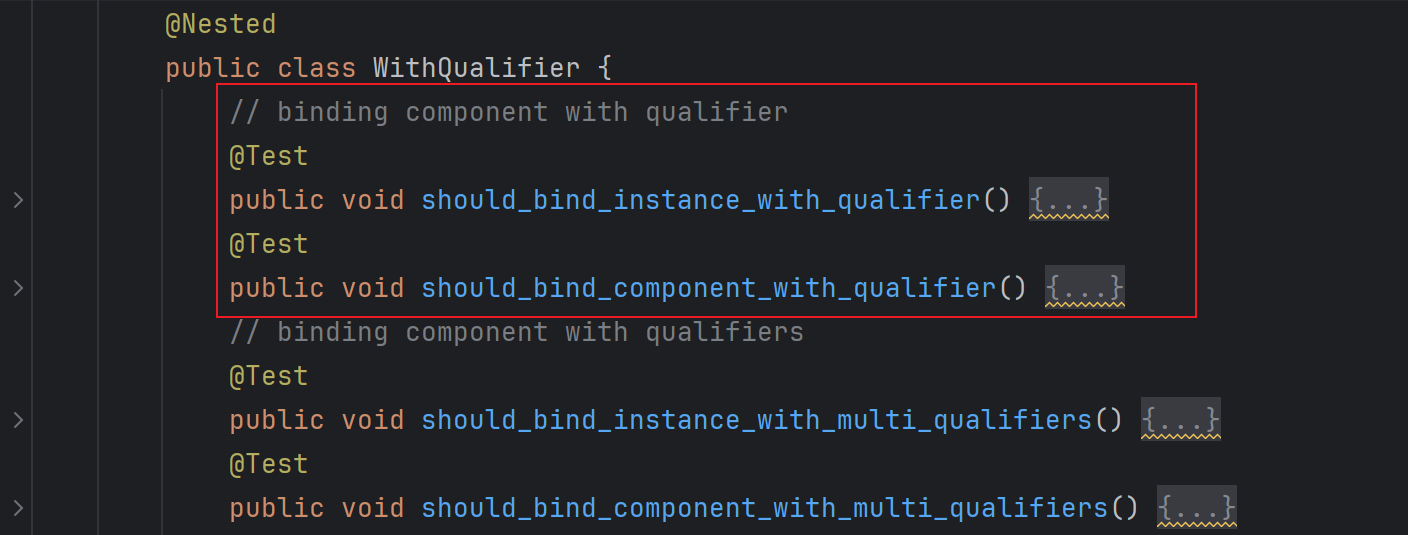 @Nested
public class WithQualifier {
// binding component with qualifier
@Test
public void should_bind_instance_with_qualifier() {...}
@Test
public void should_bind_component_with_qualifier() {...}
// binding component with qualifiers
@Test
public void should_bind_instance_with_multi_qualifiers() {...}
@Test
public void should_bind_component_with_multi_qualifiers() {...}